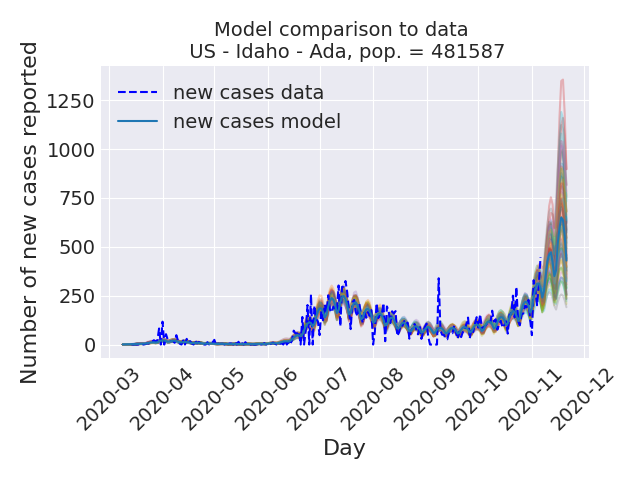 Model comparison to data
US - Idaho - Ada, pop. = 481587
new cases data
new cases model
Number of new cases reported
1250
1000
750
500
250
0
2020-03
2020-04
2020-05
2020-06
2020-07
2020-08
2020-09
2020-10
2020-11
2020-12
Day